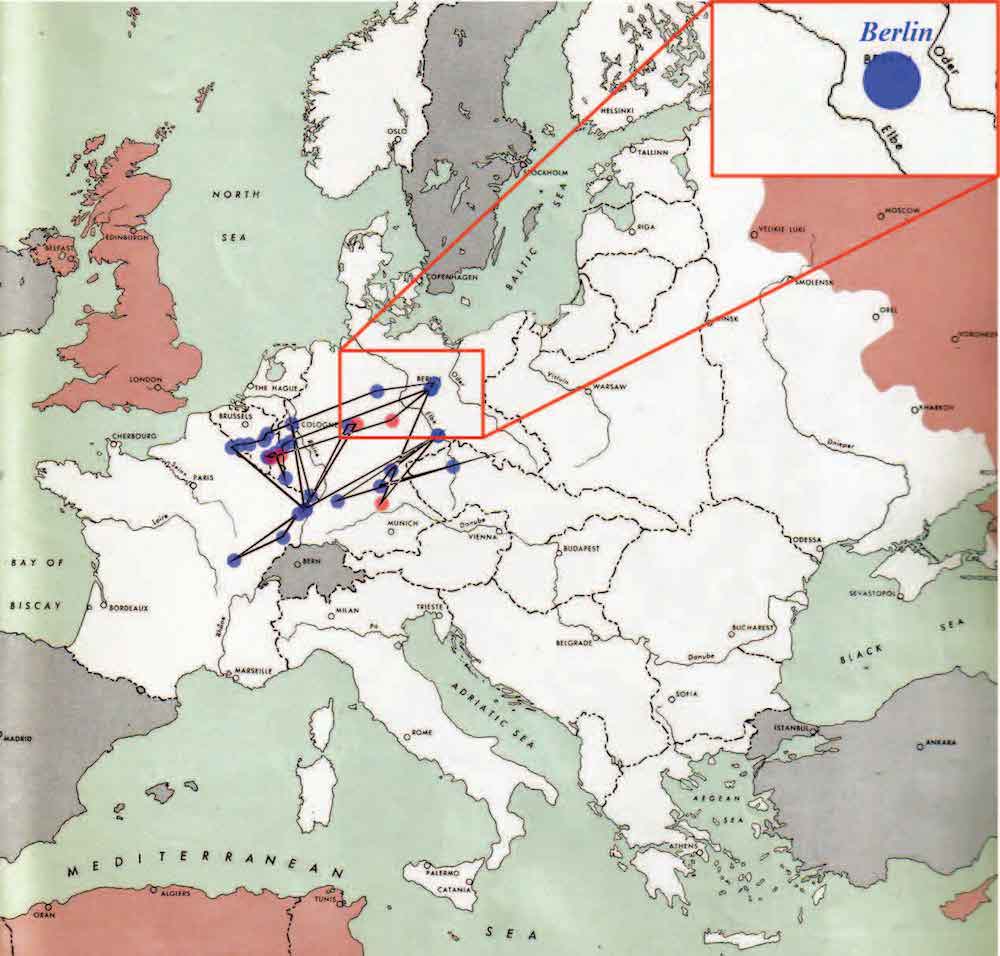 Berlin
Oder
Elbe
HELSINKI
OSLO
TALLINN
STOCKHOLM
NORTH
SEA
BALTIC SEA
MOSCOW
VELIKIE LUKI
EDINBURGH
BELFAST
RIGA
COPENHAGEN
SMOLENSK
OREL
LONDON
THE HAGUE
Oder
Vistula
WARSAW
BRUSSELS
COLOGNE
Elbe
KHARKOV
CHERBOURG
Dnieper
Seine
PARIS
Loire
MUNICH
Danube
VIENNA
BUDAPEST
ODESSA
BAY OF
BISCAY
BERN
SEVASTOPOL
BORDEAUX
MILAN
TRIESTE
Po
Rhône
BELGRADE
BUCHAREST
Danube
BLACK SEA
MARSEILLE
SOFIA
ADRIATIC SEA
MADRID
ROME
ISTANBUL
ANKARA
AEGEAN
SEA
ATHENS
MEDITERRANEAN
PALERMO
CATANIA
ALGIERS
TUNIS
ORAN
SEA